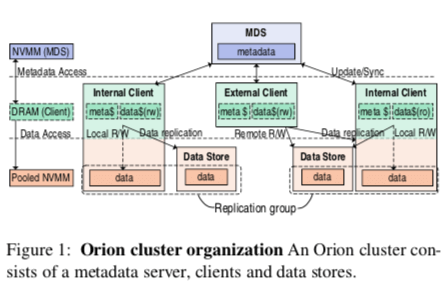 MDS
metadata
NVMM (MDS)
Metadata Access
Update/Sync
Internal Client
External Client
Internal Client
DRAM (Client)
meta$ data$(rw)
meta$ data$(rw)
meta $ data$(ro)
Data Access
Local R/W
Data replication
Remote R/W
Data replication
Local R/W
Data Store
Data Store
Pooled NVMM
data
data
data
data
Replication group
Figure 1: Orion cluster organization An Orion cluster con-
sists of a metadata server, clients and data stores.